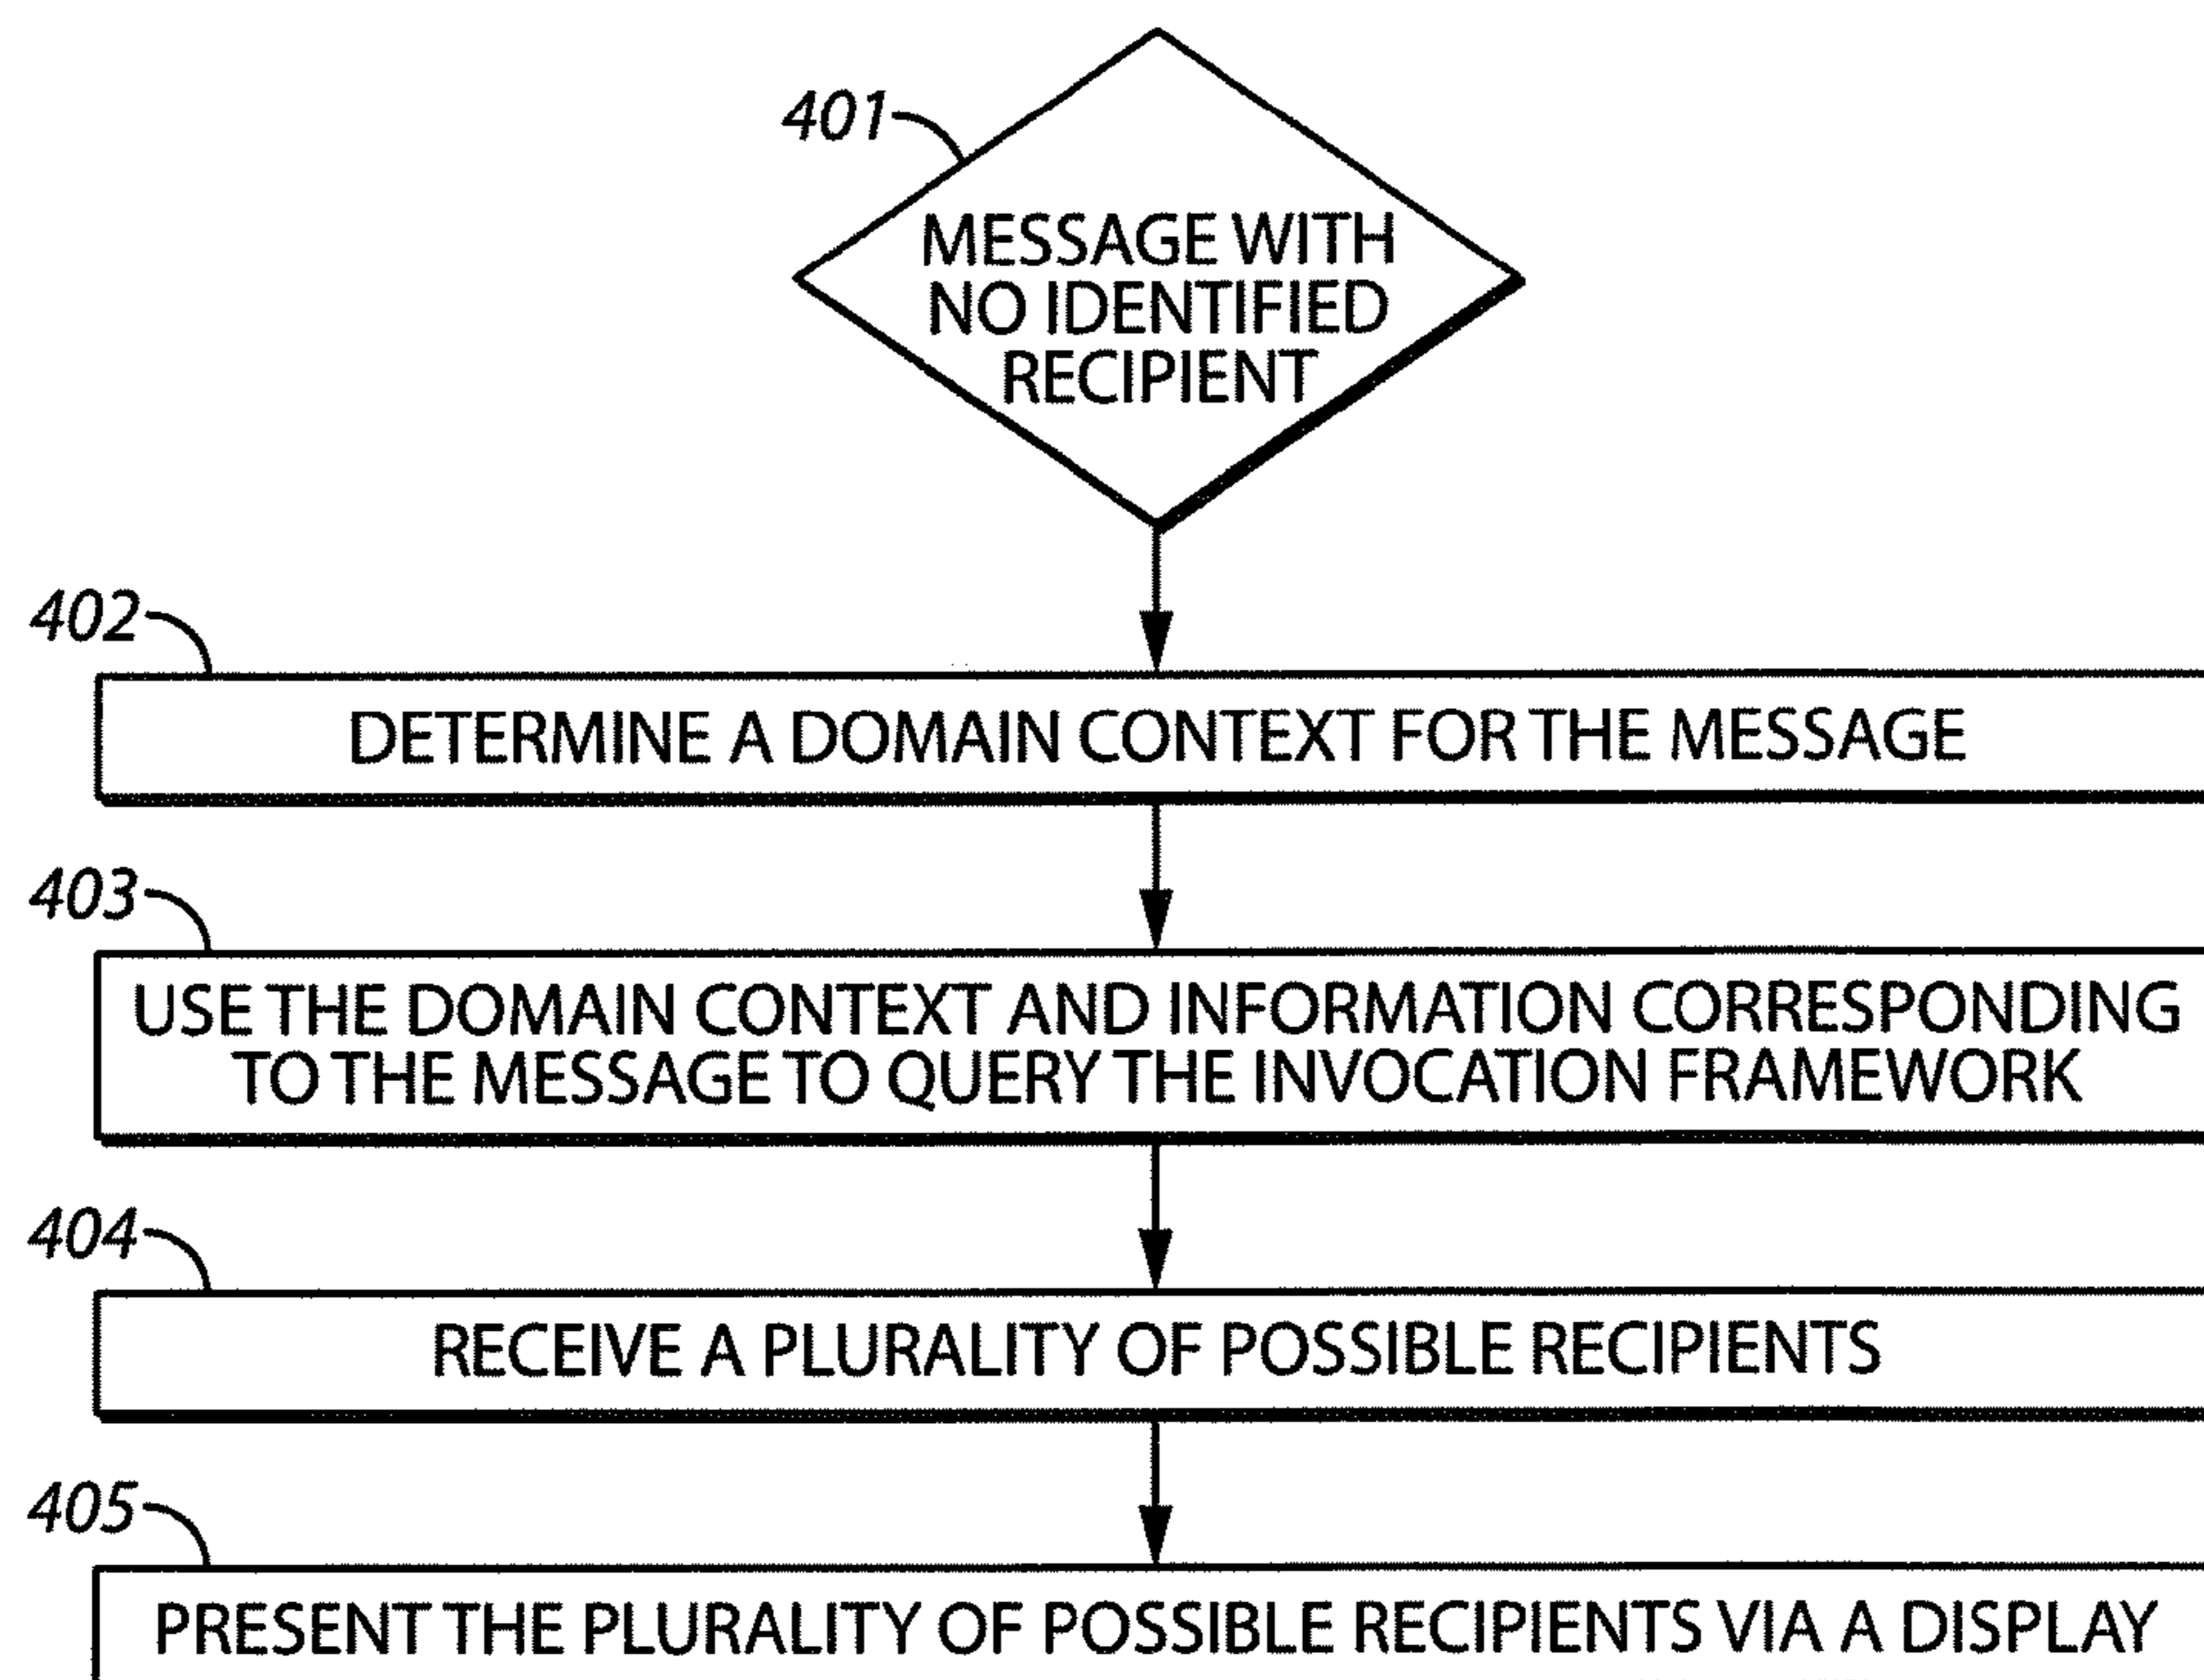 401
MESSAGE WITH
NO IDENTIFIED
RECIPIENT
402
DETERMINE A DOMAIN CONTEXT FOR THE MESSAGE
403
USE THE DOMAIN CONTEXT AND INFORMATION CORRESPONDING
TO THE MESSAGE TO QUERY THE INVOCATION FRAMEWORK
404
RECEIVE A PLURALITY OF POSSIBLE RECIPIENTS
405
PRESENT THE PLURALITY OF POSSIBLE RECIPIENTS VIA A DISPLAY